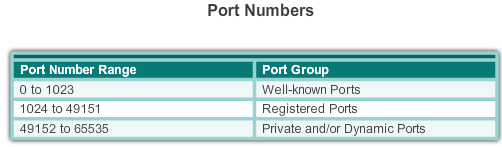 Port Numbers
Port Number Range Port Group
0 to 1023 Well-known Ports
1024 to 49151 Registered Ports
49152 to 65535 Private and/or Dynamic Ports